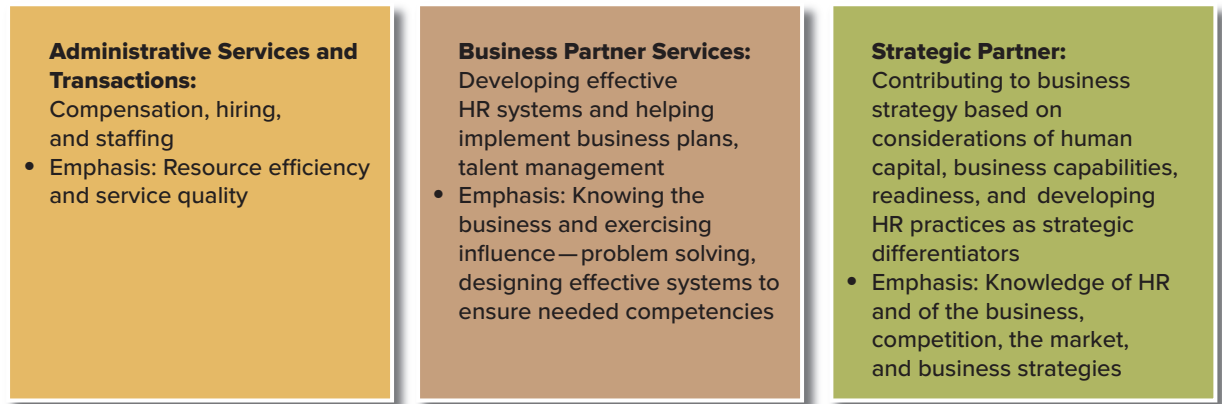 Administrative Services and
Transactions:
Compensation, hiring,
and staffing
• Emphasis: Resource efficiency
and service quality
Business Partner Services:
Developing effective
HR systems and helping
implement business plans,
talent management
• Emphasis: Knowing the
business and exercising
influence—problem solving,
designing effective systems to
ensure needed competencies
Strategic Partner:
Contributing to business
strategy based on
considerations of human
capital, business capabilities,
readiness, and developing
HR practices as strategic
differentiators
• Emphasis: Knowledge of HR
and of the business,
competition, the market,
and business strategies